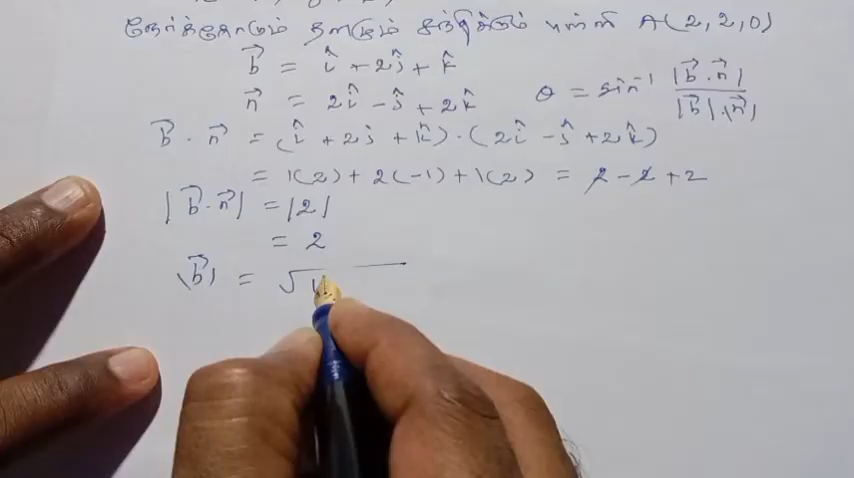 நேர்க்கோடும் தளமும் சந்திக்கும் புள்ளி A(2,2,0)
b⃗ = î + 2ĵ + k̂
n⃗ = 2î - ĵ + 2k̂ θ = sin⁻¹ |b⃗ . n⃗| / |b⃗| . |n⃗|
b⃗ . n⃗ = (î + 2ĵ + k̂) . (2î - ĵ + 2k̂)
= 1(2) + 2(-1) + 1(2) = 2 - 2 + 2
|b⃗ . n⃗| = |2|
= 2
|b⃗| = √